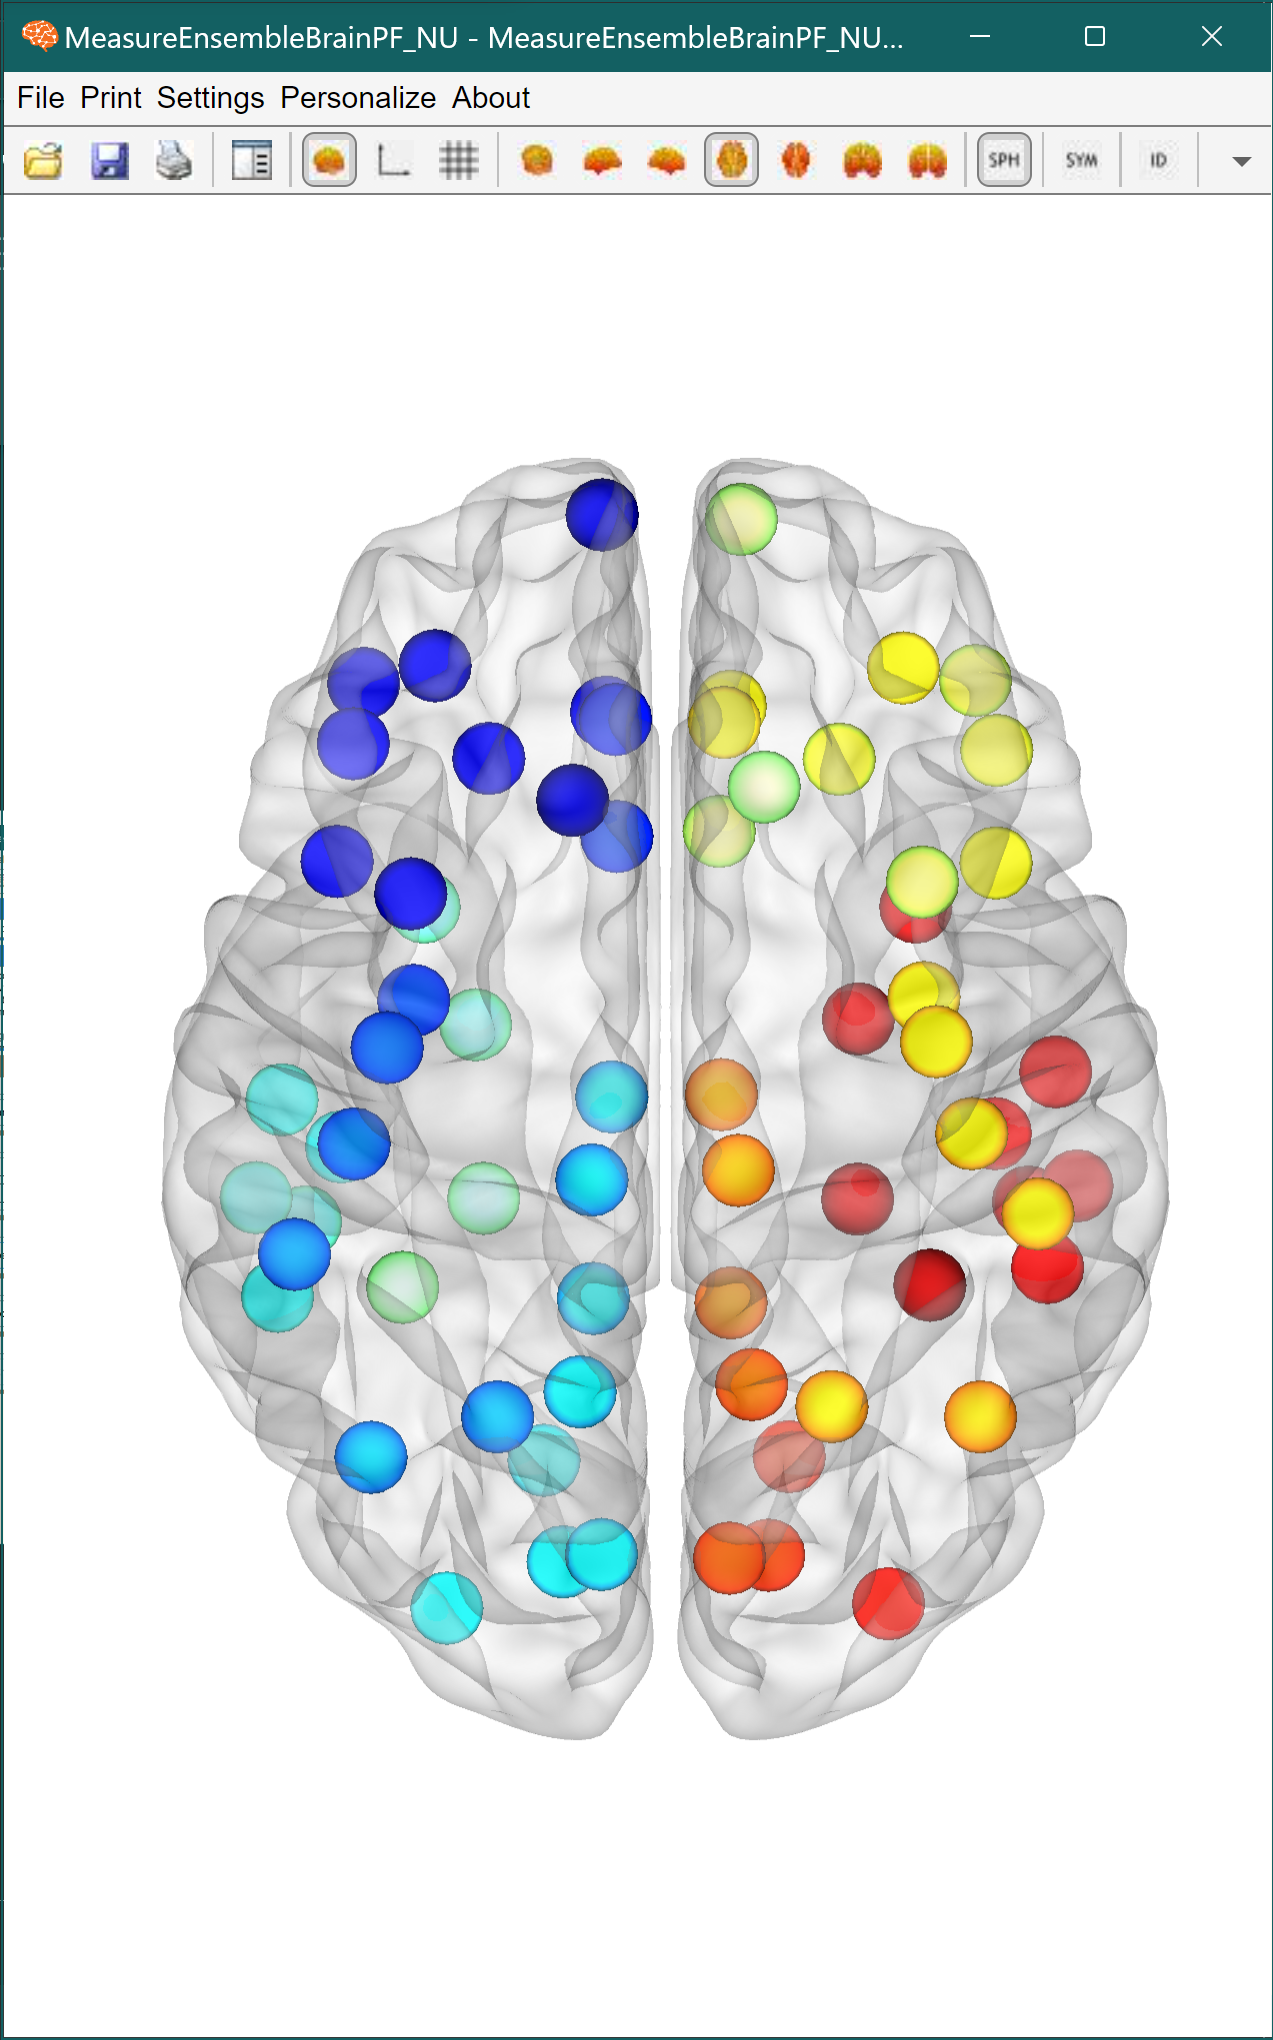 MeasureEnsembleBrainPF_NU - MeasureEnsembleBrainPF_NU...
File Print Settings Personalize About
SPH SYM ID